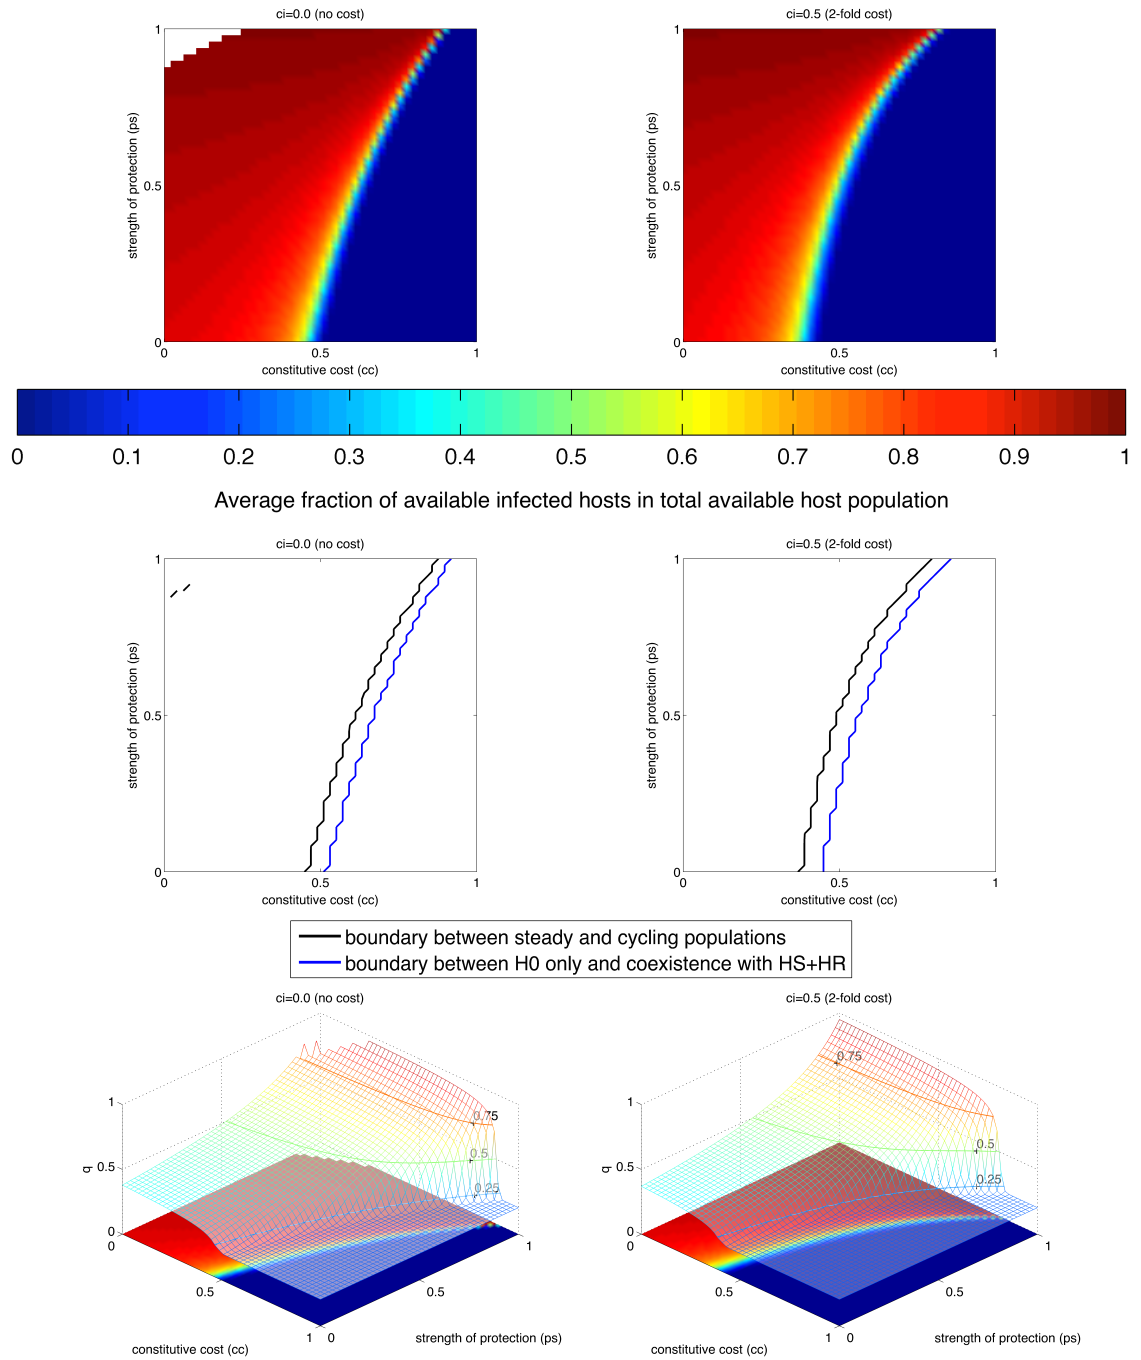 ci=0.0 (no cost)
ci=0.5 (2-fold cost)
1
1
strength of protection (ps)
strength of protection (ps)
0.5
0.5
0
0
0
0.5
1
0
0.5
1
constitutive cost (cc)
constitutive cost (cc)
0
0.1
0.2
0.3
0.4
0.5
0.6
0.7
0.8
0.9
1
Average fraction of available infected hosts in total available host population
ci=0.0 (no cost)
ci=0.5 (2-fold cost)
1
1
strength of protection (ps)
strength of protection (ps)
0.5
0.5
0
0
0
0.5
1
0
0.5
1
constitutive cost (cc)
constitutive cost (cc)
boundary between steady and cycling populations
boundary between H0 only and coexistence with HS+HR
ci=0.0 (no cost)
ci=0.5 (2-fold cost)
0.75
0.75
1
1
0.5
0.5
q
0.5
q
0.5
0.25
0.25
0
0
0
1
0
1
0.5
0.5
0.5
0.5
1
0
1
0
constitutive cost (cc)
strength of protection (ps)
constitutive cost (cc)
strength of protection (ps)